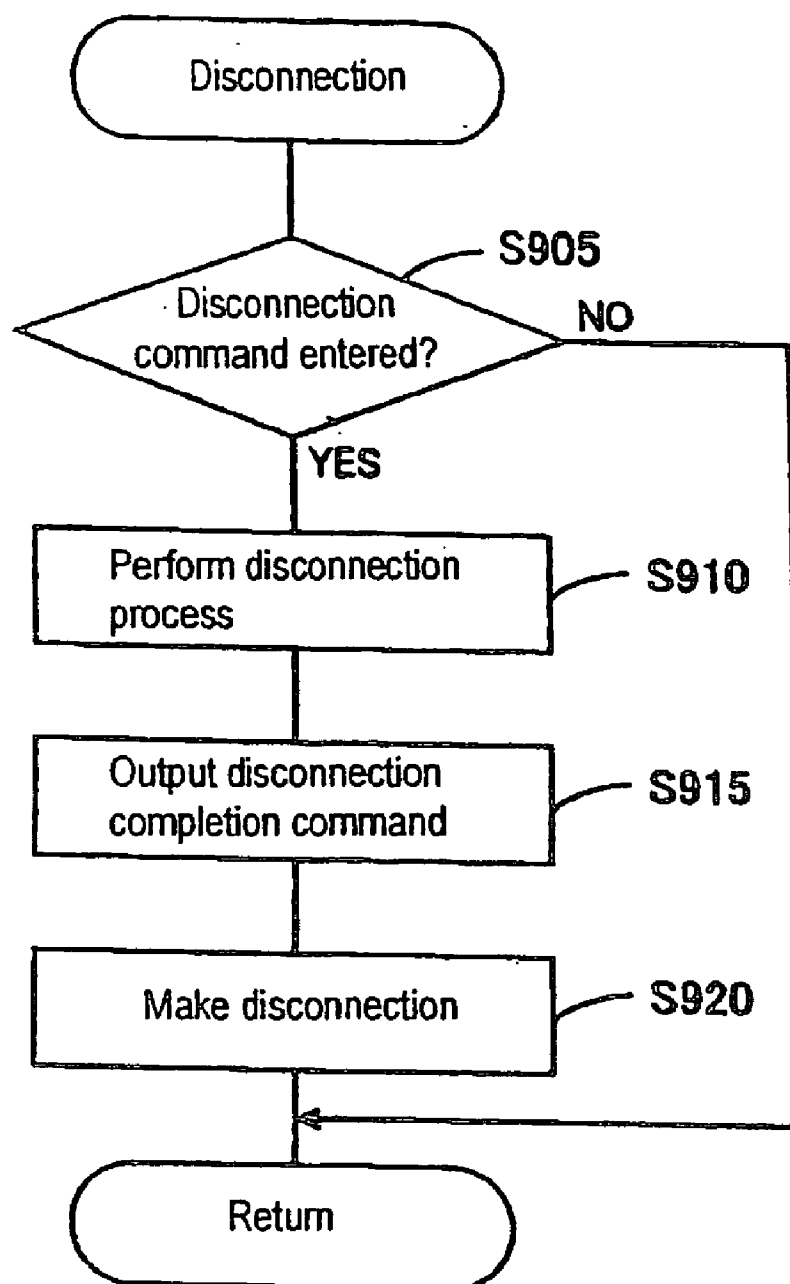 Disconnection
S905
Disconnection
command entered?
NO
YES
Perform disconnection
process
S910
Output disconnection
completion command
S915
Make disconnection
S920
Return